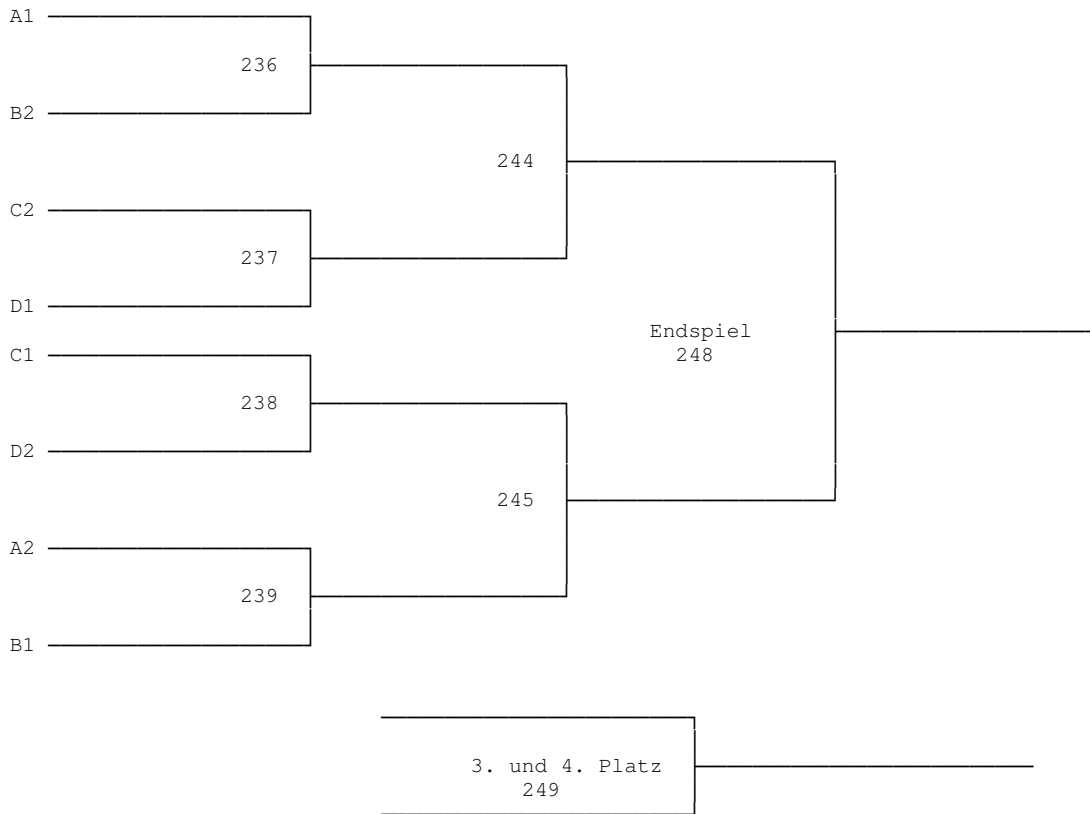 A1
236
B2
244
C2
237
D1
Endspiel
C1
248
238
D2
245
A2
239
B1
3. und 4. Platz
249